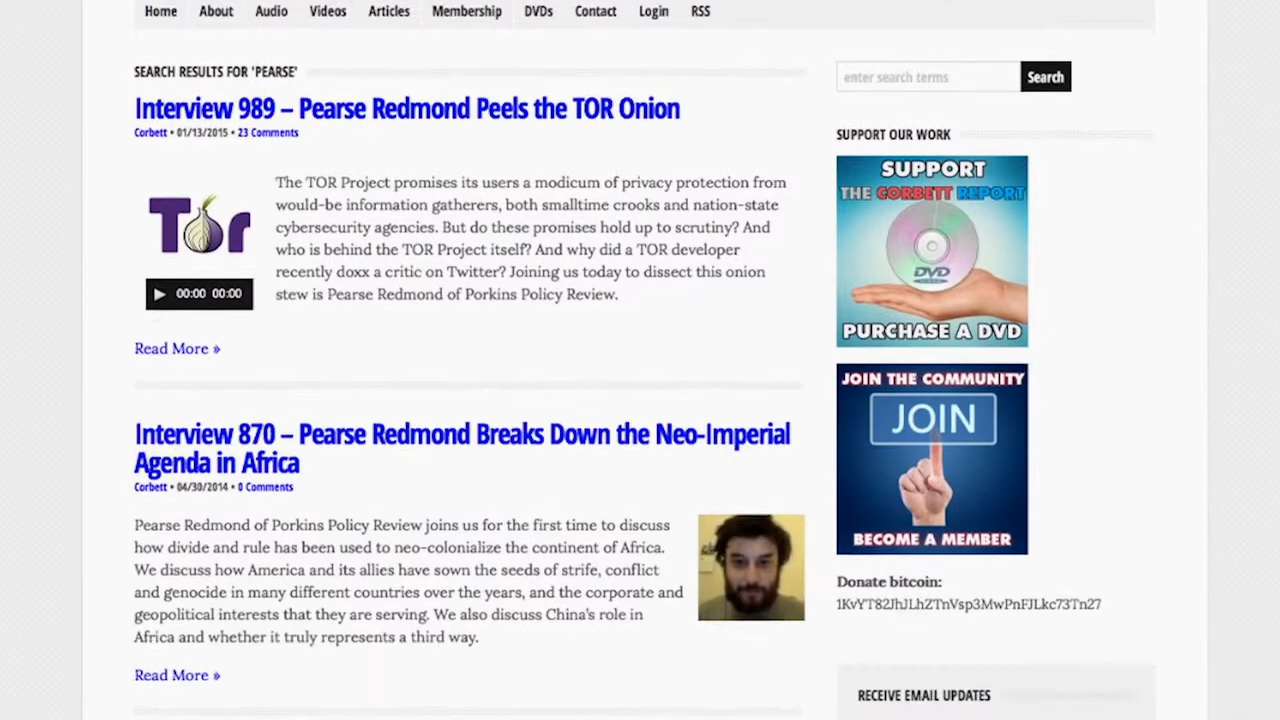 Home About Audio Videos Articles Membership DVDs Contact Login RSS
SEARCH RESULTS FOR 'PEARSE'
Interview 989 – Pearse Redmond Peels the TOR Onion
Corbett • 01/13/2015 • 23 Comments
Tor
00:00 00:00
The TOR Project promises its users a modicum of privacy protection from
would-be information gatherers, both smalltime crooks and nation-state
cybersecurity agencies. But do these promises hold up to scrutiny? And
who is behind the TOR Project itself? And why did a TOR developer
recently doxx a critic on Twitter? Joining us today to dissect this onion
stew is Pearse Redmond of Porkins Policy Review.
Read More »
Interview 870 – Pearse Redmond Breaks Down the Neo-Imperial
Agenda in Africa
Corbett • 04/30/2014 • 0 Comments
Pearse Redmond of Porkins Policy Review joins us for the first time to discuss
how divide and rule has been used to neo-colonialize the continent of Africa.
We discuss how America and its allies have sown the seeds of strife, conflict
and genocide in many different countries over the years, and the corporate and
geopolitical interests that they are serving. We also discuss China's role in
Africa and whether it truly represents a third way.
Read More »
enter search terms Search
SUPPORT OUR WORK
SUPPORT
THE CORBETT REPORT
DVD
PURCHASE A DVD
JOIN THE COMMUNITY
JOIN
BECOME A MEMBER
Donate bitcoin:
1KvYT82JhJLhZTnVsp3MwPnFJLkc73Tn27
RECEIVE EMAIL UPDATES